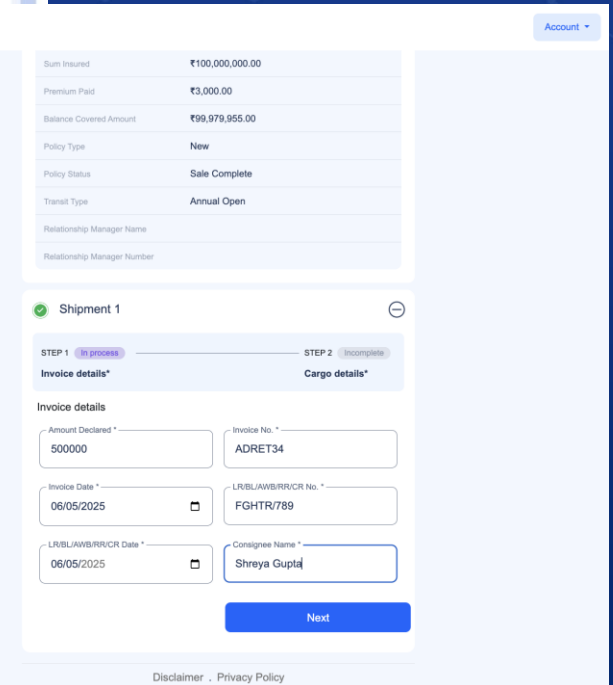 Account
Sum Insured ₹100,000,000.00
Premium Paid ₹3,000.00
Balance Covered Amount ₹99,979,955.00
Policy Type New
Policy Status Sale Complete
Transit Type Annual Open
Relationship Manager Name
Relationship Manager Number
Shipment 1
STEP 1 In process STEP 2 Incomplete
Invoice details* Cargo details*
Invoice details
Amount Declared * Invoice No. *
500000 ADRET34
Invoice Date * LR/BL/AWB/RR/CR No. *
06/05/2025 FGHTR/789
LR/BL/AWB/RR/CR Date * Consignee Name *
06/05/2025 Shreya Gupta
Next
Disclaimer . Privacy Policy